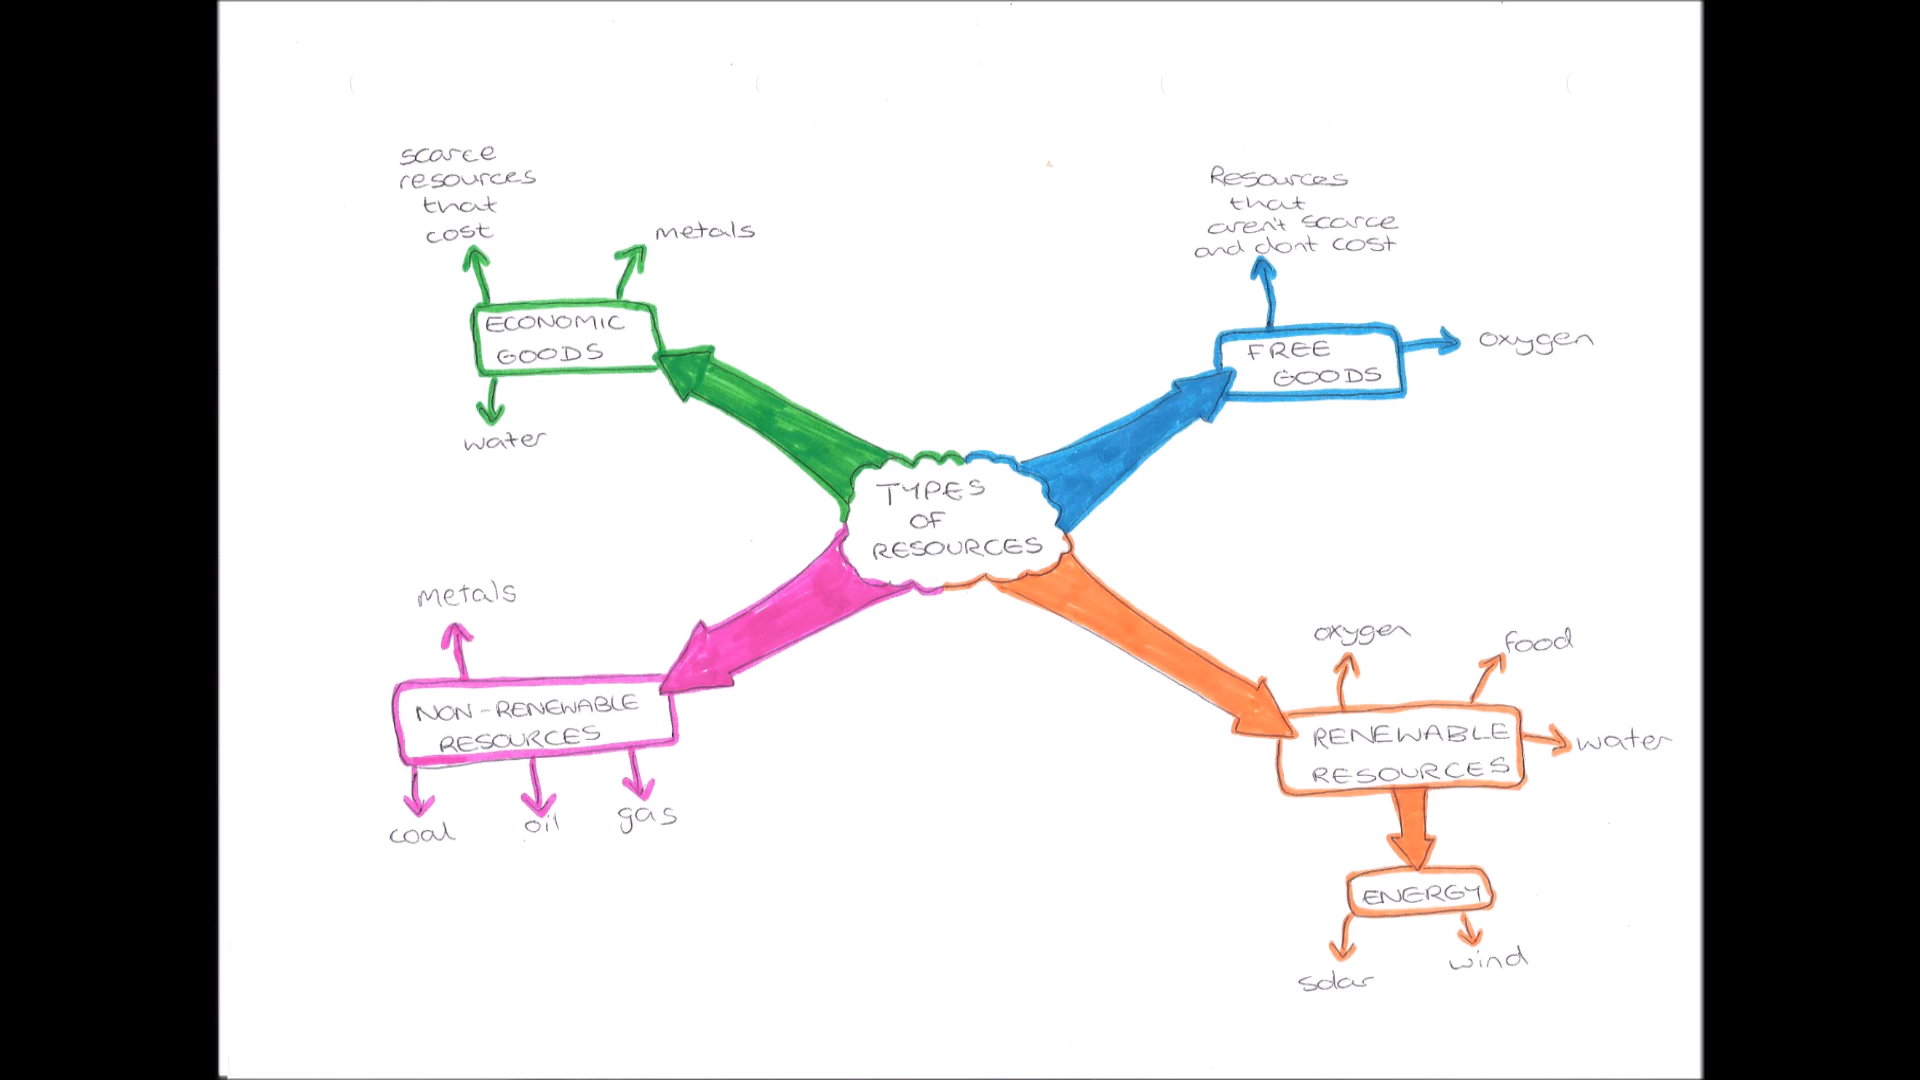 scarce
resources
that
cost
metals
ECONOMIC
GOODS
water
Resources
that
aren't scarce
and dont cost
FREE
GOODS
oxygen
TYPES
OF
RESOURCES
metals
NON-RENEWABLE
RESOURCES
coal
oil
gas
oxygen
food
RENEWABLE
RESOURCES
water
ENERGY
solar
wind